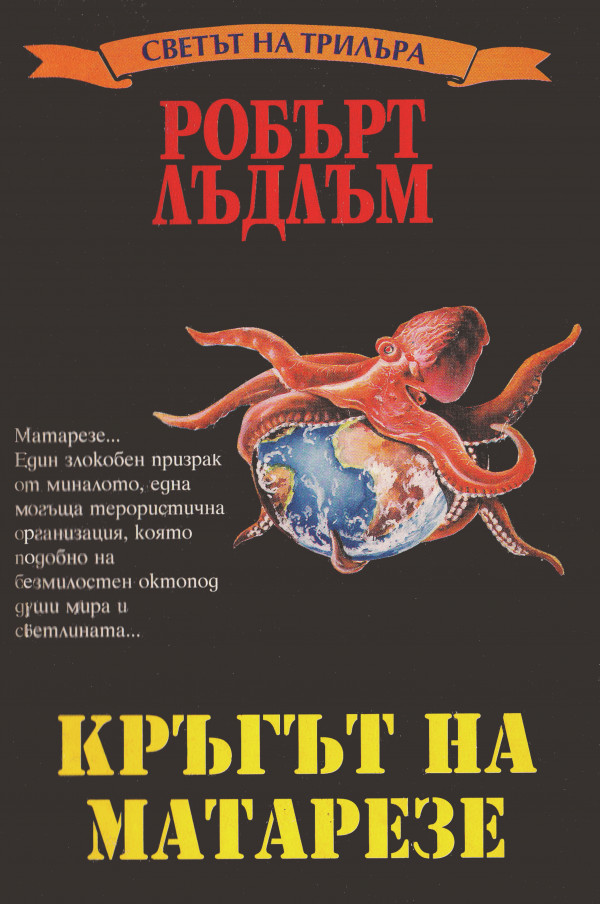 СВЕТЪТ НА ТРИЛЪРА
РОБЪРТ
ЛЪДЛЪМ
Матарезе...
Един злокобен призрак
от миналото, една
могъща терористична
организация, която
подобно на
безмилостен октопод
души мира и
светлината...
КРЪГЪТ НА
МАТАРЕЗЕ